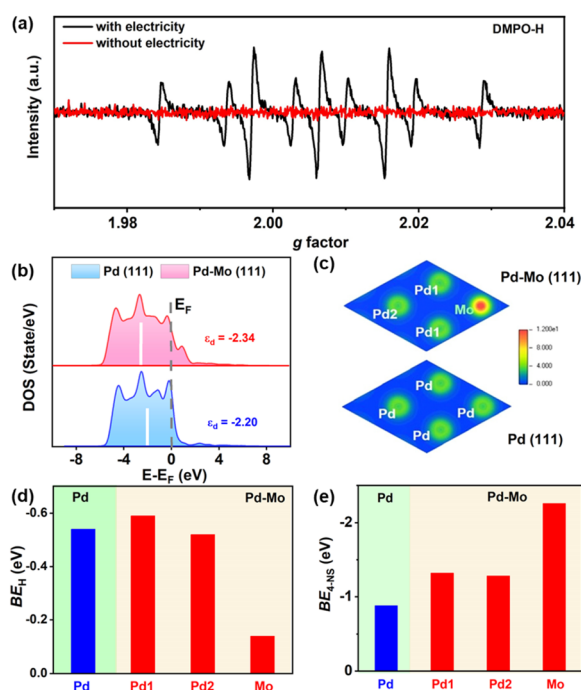 (a)
with electricity
without electricity
DMPO-H
Intensity (a.u.)
1.98 2.00 2.02 2.04
g factor
(b)
Pd (111) Pd-Mo (111)
E_F
ε_d = -2.34
ε_d = -2.20
DOS (State/eV)
-8 -4 0 4 8
E-E_F (eV)
(c)
Pd-Mo (111)
Pd1
Pd2 Mo
Pd1
1.200e1
8.000
4.000
0.000
Pd
Pd Pd
Pd
Pd (111)
(d)
Pd Pd-Mo
BE_H (eV)
-0.6
-0.4
-0.2
0.0
Pd Pd1 Pd2 Mo
(e)
Pd Pd-Mo
BE_4-NS (eV)
-2
-1
0
Pd Pd1 Pd2 Mo